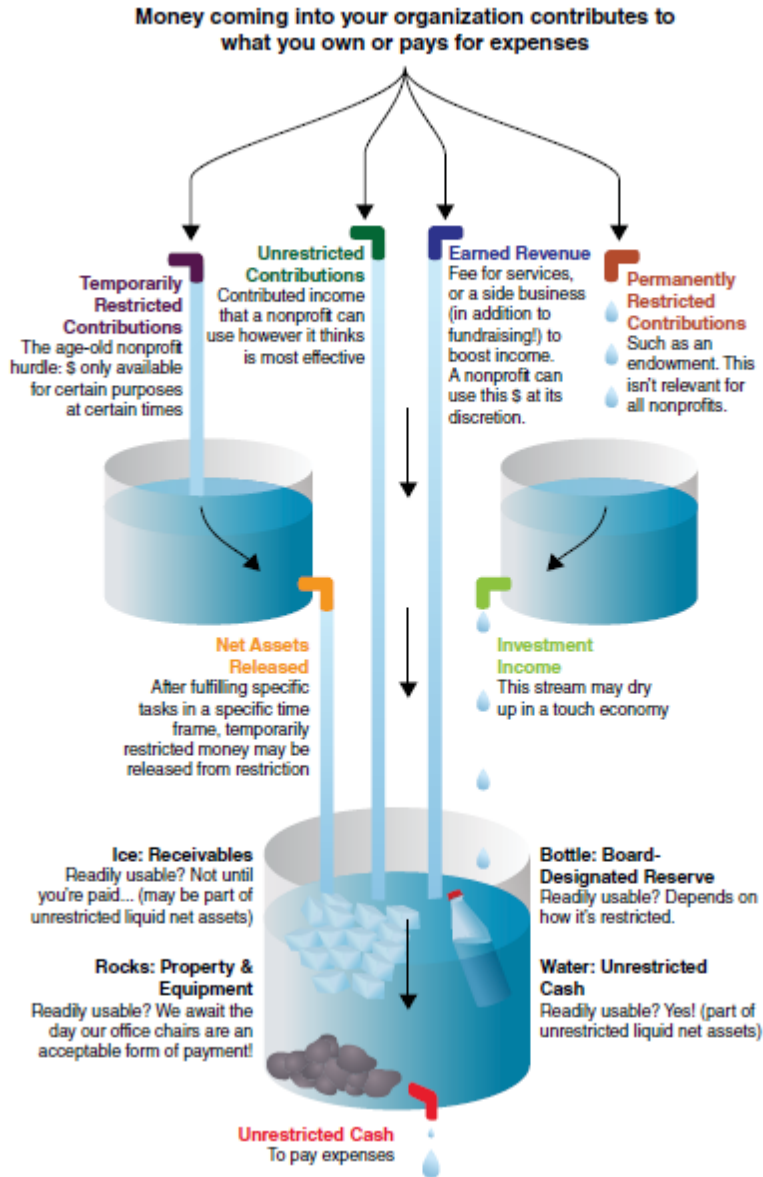 Money coming into your organization contributes to
what you own or pays for expenses
Temporarily
Restricted
Contributions
The age-old nonprofit
hurdle: $ only available
for certain purposes
at certain times
Unrestricted
Contributions
Contributed income
that a nonprofit can
use however it thinks
is most effective
Earned Revenue
Fee for services,
or a side business
(in addition to
fundraising!) to
boost income.
A nonprofit can
use this $ at its
discretion.
Permanently
Restricted
Contributions
Such as an
endowment. This
isn't relevant for
all nonprofits.
Net Assets
Released
After fulfilling specific
tasks in a specific time
frame, temporarily
restricted money may be
released from restriction
Investment
Income
This stream may dry
up in a touch economy
Ice: Receivables
Readily usable? Not until
you're paid... (may be part of
unrestricted liquid net assets)
Bottle: Board-
Designated Reserve
Readily usable? Depends on
how it's restricted.
Rocks: Property &
Equipment
Readily usable? We await the
day our office chairs are an
acceptable form of payment!
Water: Unrestricted
Cash
Readily usable? Yes! (part of
unrestricted liquid net assets)
Unrestricted Cash
To pay expenses